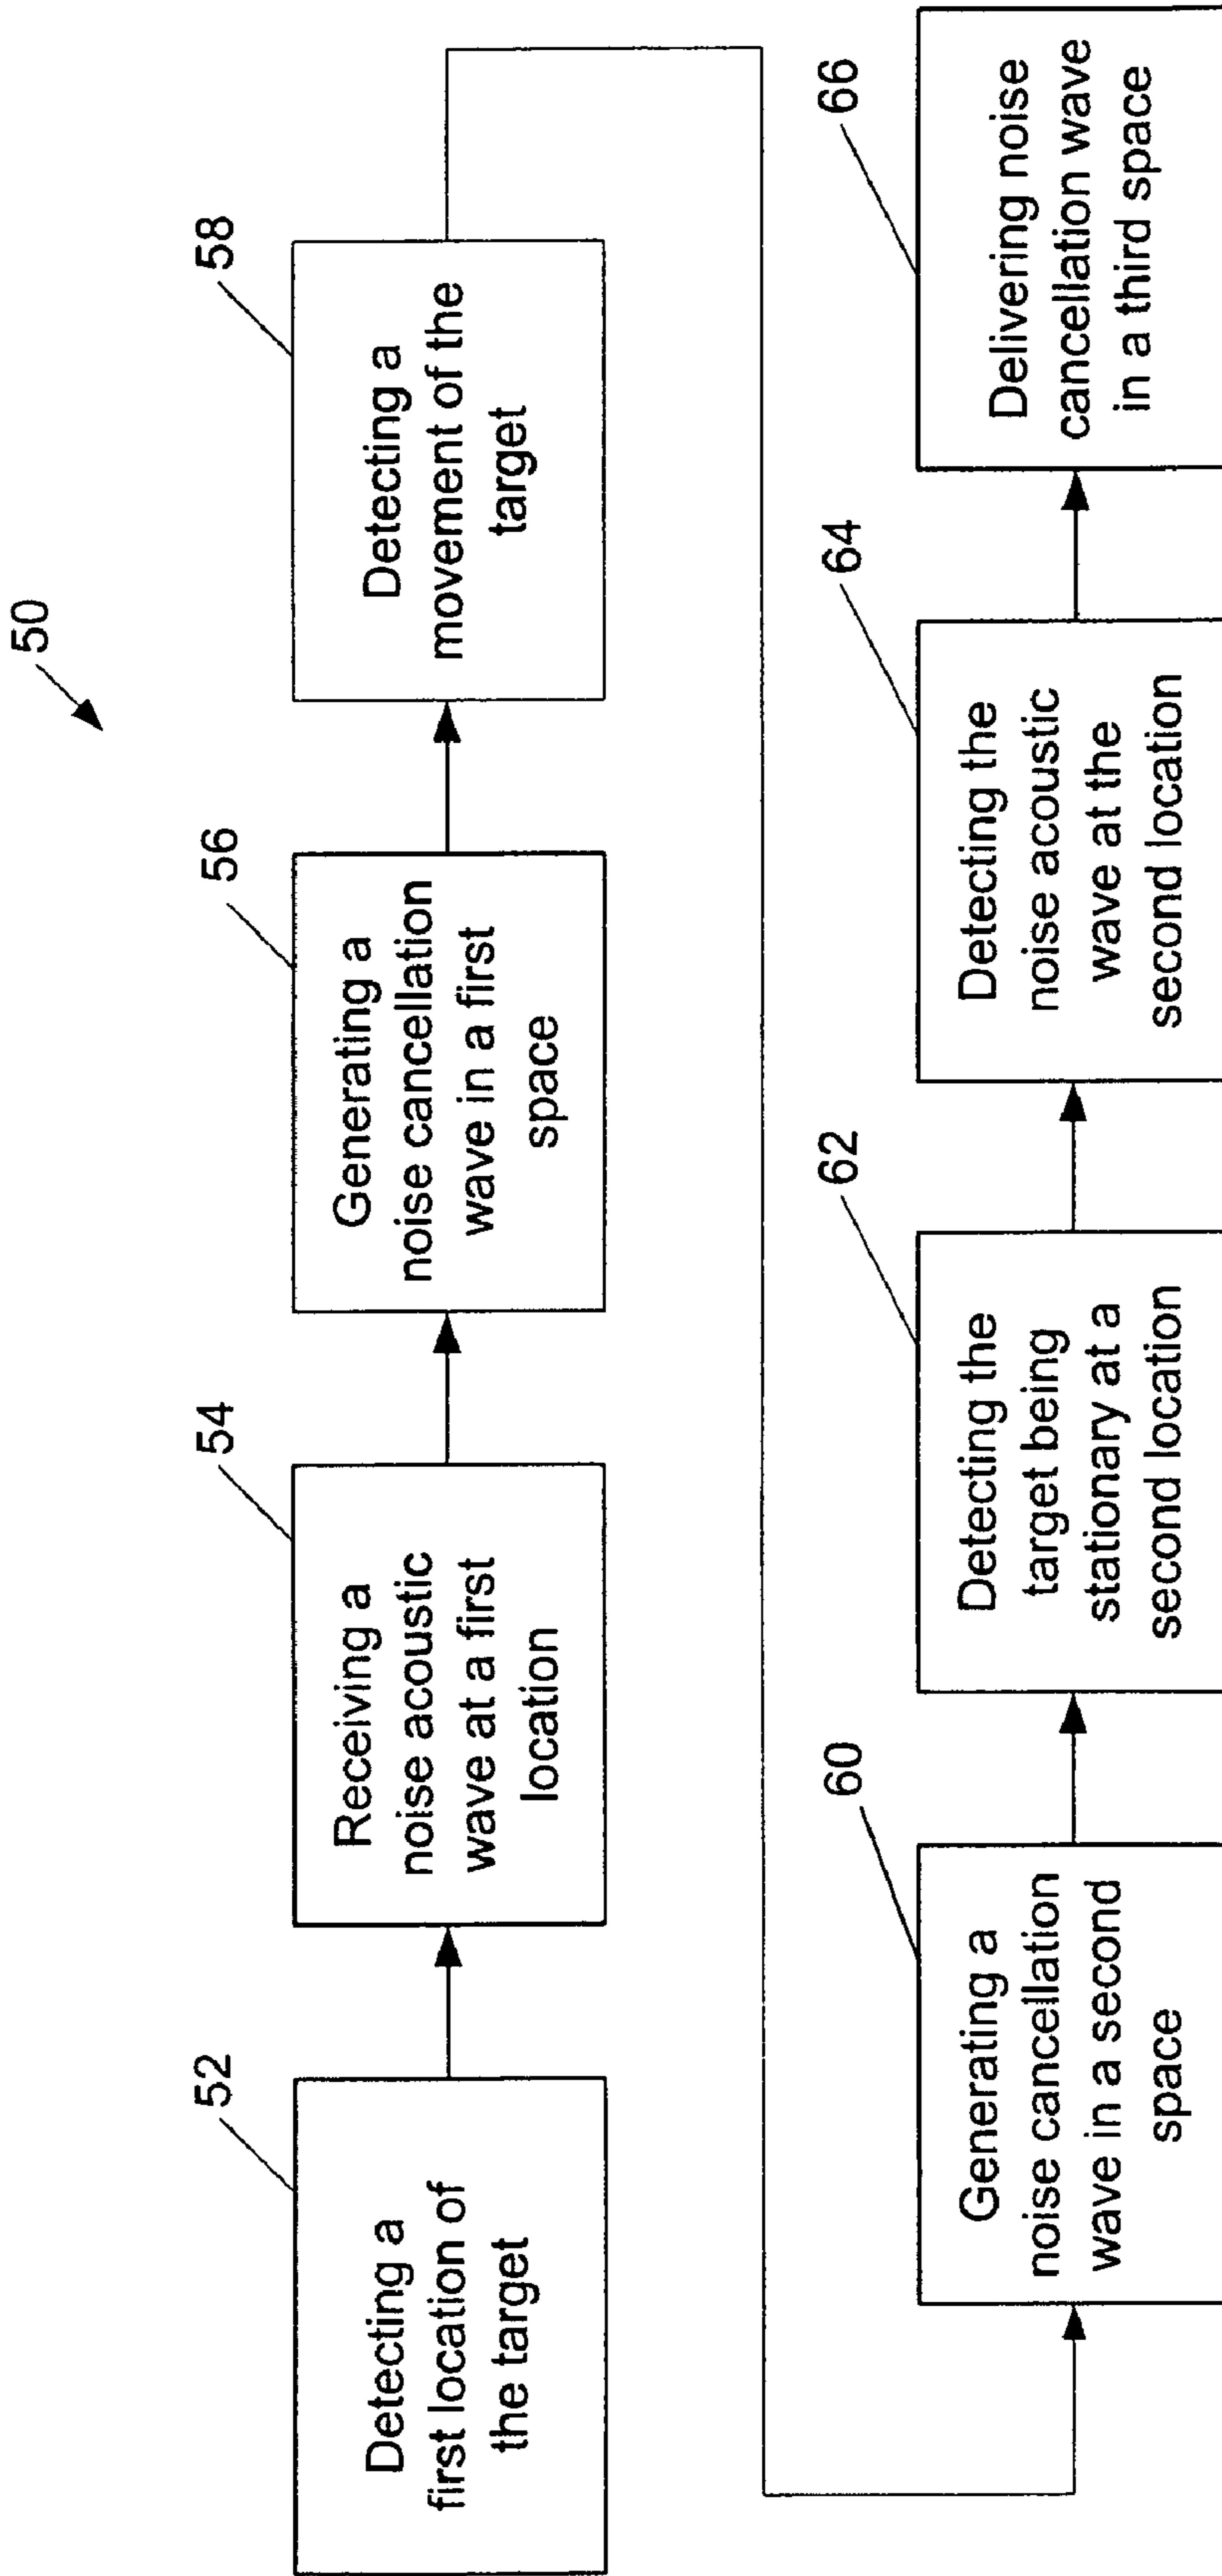 50
52
Detecting a
first location of
the target
54
Receiving a
noise acoustic
wave at a first
location
56
Generating a
noise cancellation
wave in a first
space
58
Detecting a
movement of the
target
60
Generating a
noise cancellation
wave in a second
space
62
Detecting the
target being
stationary at a
second location
64
Detecting the
noise acoustic
wave at the
second location
66
Delivering noise
cancellation wave
in a third space